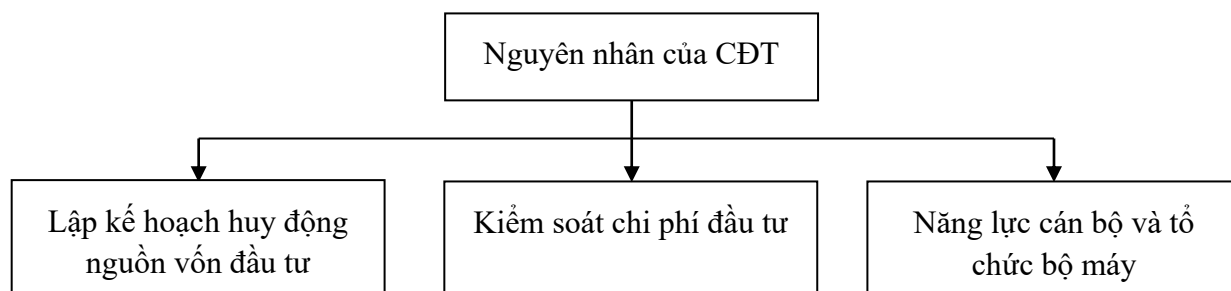 Nguyên nhân của CĐT
Lập kế hoạch huy động
nguồn vốn đầu tư
Kiểm soát chi phí đầu tư
Năng lực cán bộ và tổ
chức bộ máy